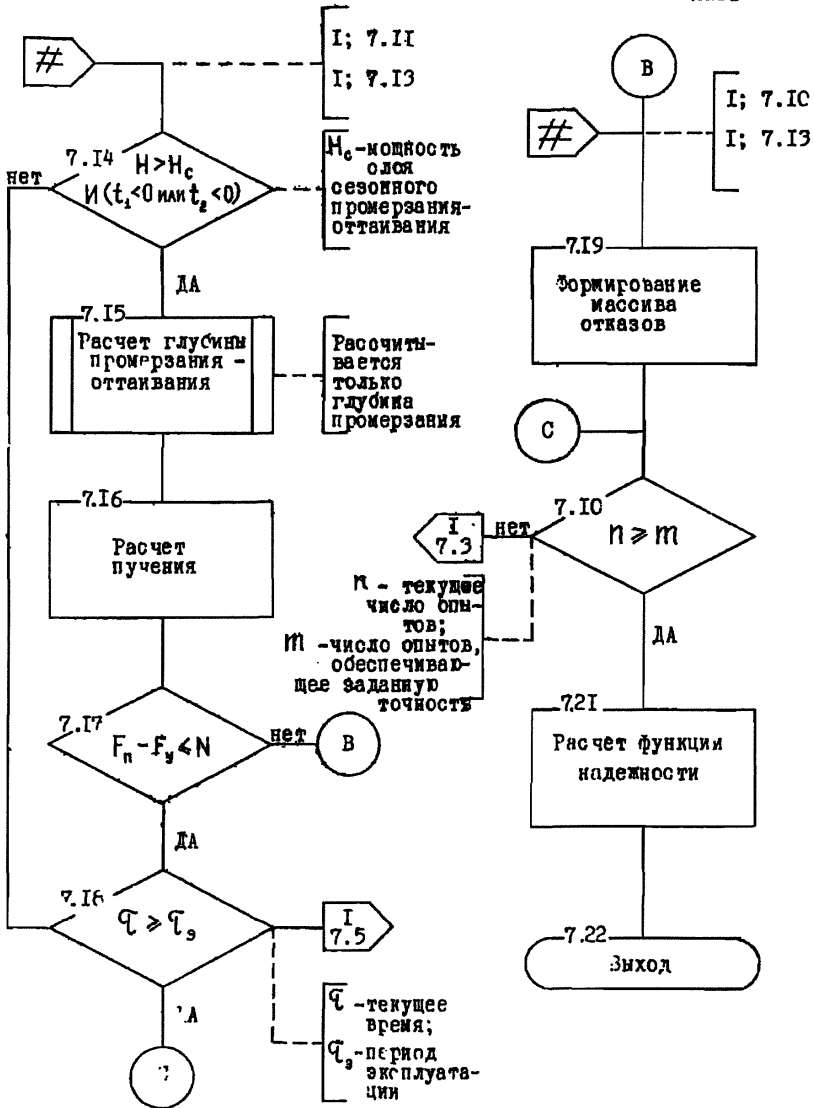 #
I; 7.11
I; 7.13
7.14
H>Hс
И (t₁<0 ИЛИ t₂<0)
нет
Hс-мощность
слоя
сезонного
промерзания-
оттаивания
ДА
7.15
Расчет глубины
промерзания -
оттаивания
Рассчиты-
вается
только
глубина
промерзания
7.16
Расчет
пучения
7.17
Fп - Fу ⩽ N
нет
В
ДА
7.18
τ ⩾ τэ
I
7.5
τ -текущее
время;
τэ-период
эксплуата-
ции
В
#
I; 7.10
I; 7.13
7.19
Формирование
массива
отказов
С
7.10
n ⩾ m
нет
I
7.3
n - текущее
число опы-
тов;
m -число опытов,
обеспечиваю-
щее заданную
точность
ДА
7.21
Расчет функции
надежности
7.22
Выход